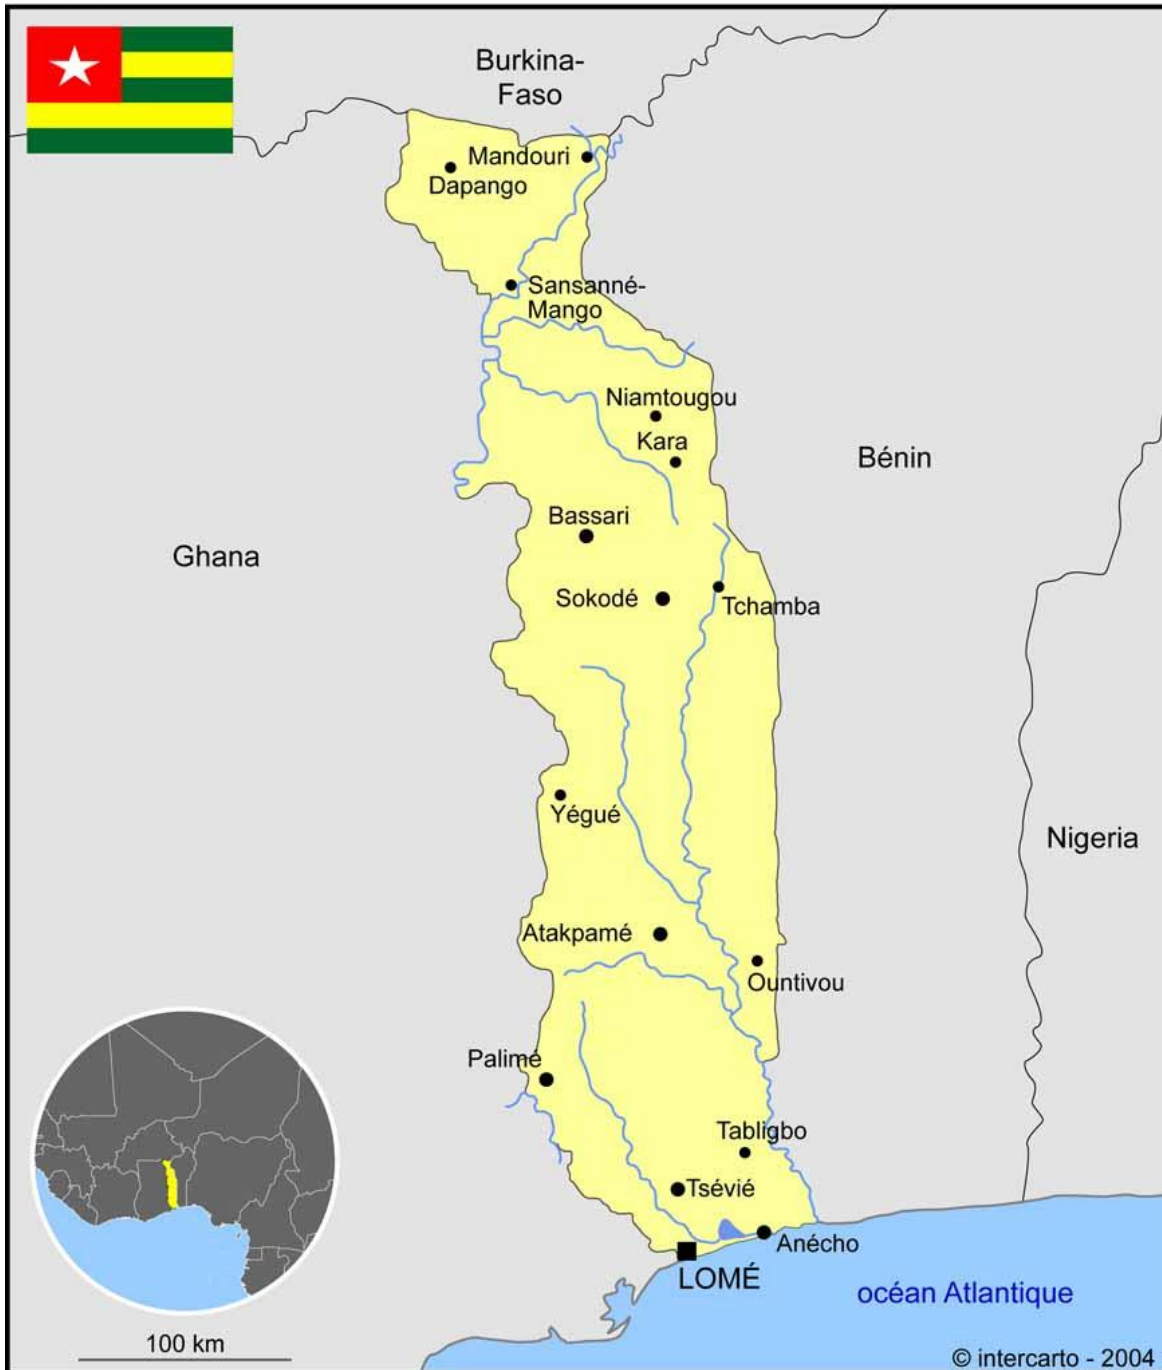 Burkina-
Faso
Mandouri
Dapango
Sansanné-
Mango
Niamtougou
Kara
Bénin
Bassari
Ghana
Sokodé
Tchamba
Yégué
Nigeria
Atakpamé
Ountivou
Palimé
Tabligbo
Tsévié
Anécho
LOMÉ
océan Atlantique
100 km
© intercarto - 2004